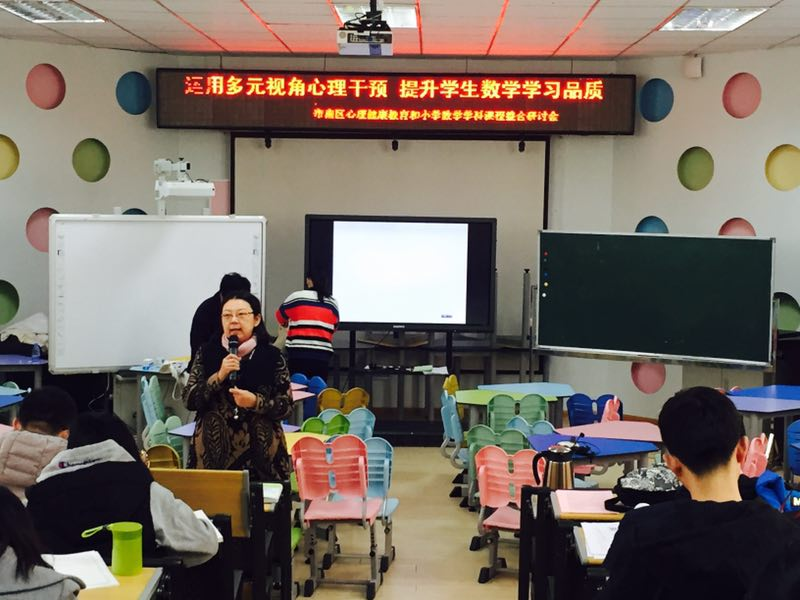 运用多元视角心理干预 提升学生数学学习品质
市南区心理健康教育和小学数学学科课程整合研讨会